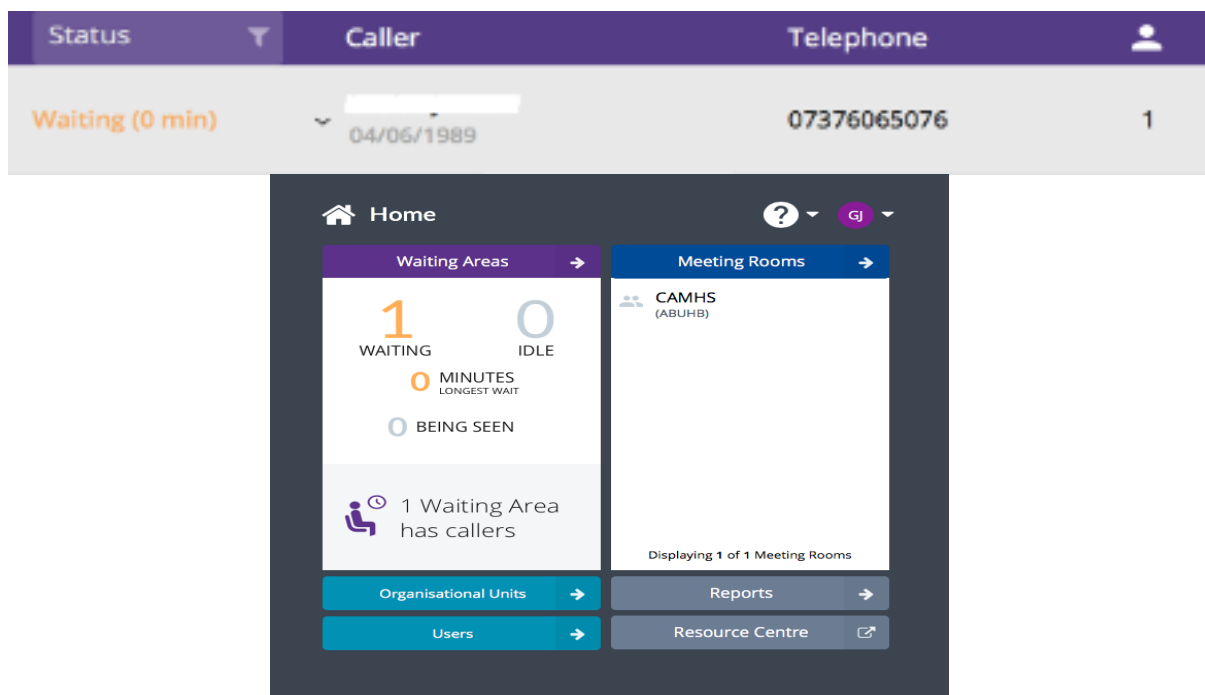 Status Caller Telephone
Waiting (0 min) 07376065076 1
04/06/1989
Home ? GJ
Waiting Areas
1 0
WAITING IDLE
0 MINUTES
LONGEST WAIT
0 BEING SEEN
1 Waiting Area
has callers
Meeting Rooms
CAMHS
(ABUHB)
Displaying 1 of 1 Meeting Rooms
Organisational Units
Reports
Users
Resource Centre